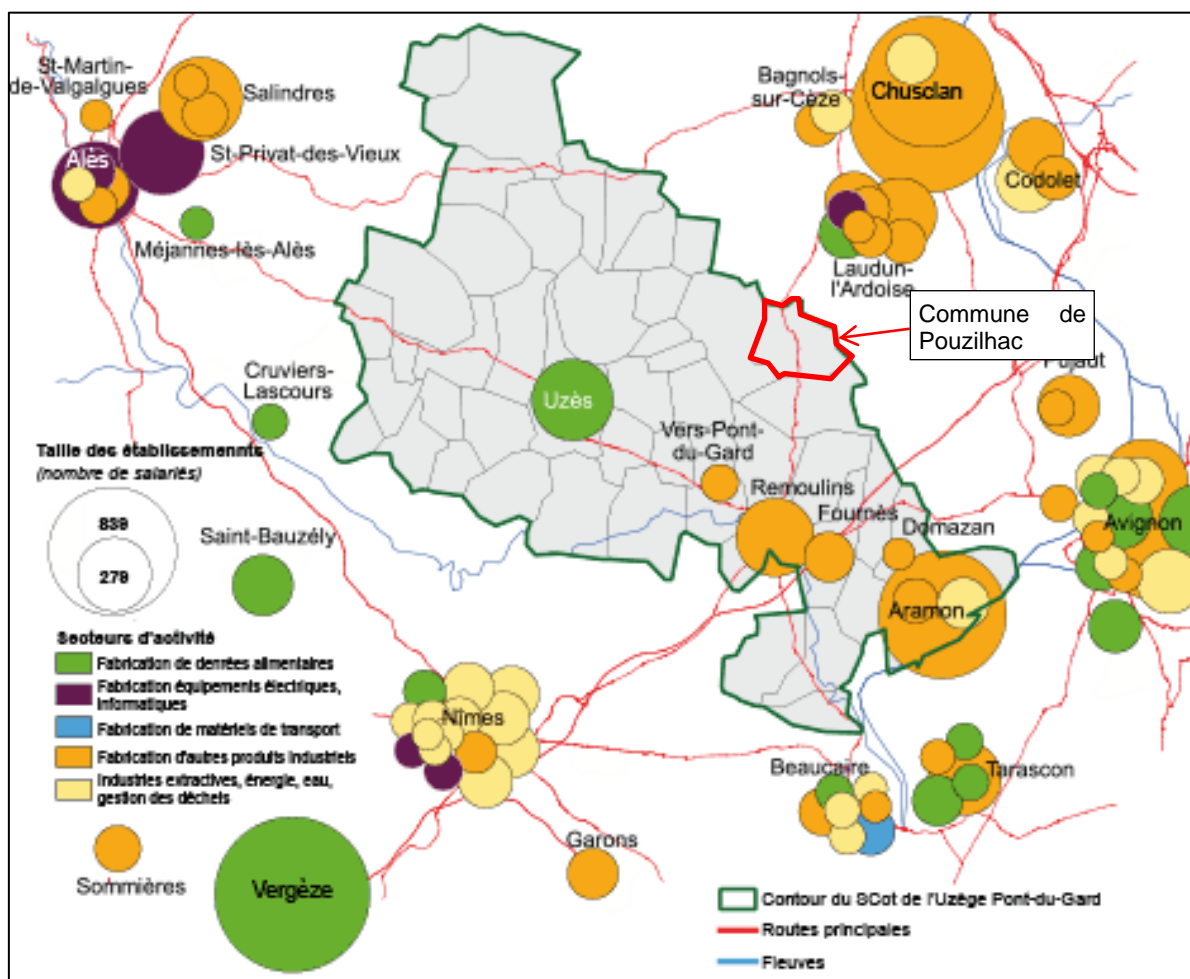 St-Martin-
de-Valgalgues
Salindres
St-Privat-des-Vieux
Alès
Méjannes-lès-Alès
Bagnols-
sur-Cèze
Chusclan
Codolet
Laudun-
l'Ardoise
Commune de
Pouzilhac
Pujaut
Cruviers-
Lascours
Uzès
Vers-Pont-
du-Gard
Remoulins
Fournès
Domazan
Avignon
Aramon
Taille des établissemennts
(nombre de salariés)
839
279
Saint-Bauzély
Secteurs d'activité
Fabrication de denrées alimentaires
Fabrication équipements électriques,
informatiques
Fabrication de matériels de transport
Fabrication d'autres produits industriels
Industries extractives, énergie, eau,
gestion des déchets
Nîmes
Beaucaire
Tarascon
Garons
Sommières
Vergèze
Contour du SCot de l'Uzège Pont-du-Gard
Routes principales
Fleuves